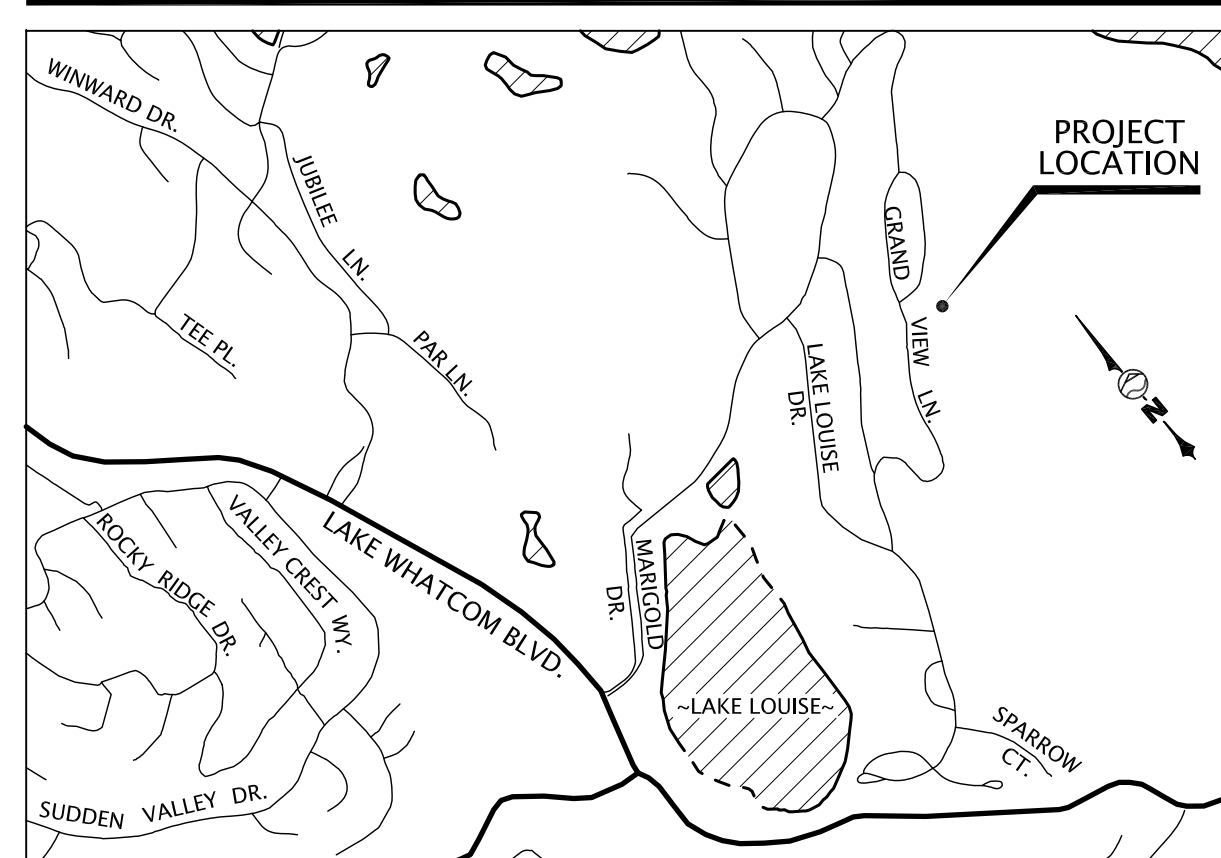 WINWARD DR.
JUBILEE
LN.
PROJECT
LOCATION
GRAND
VIEW
LN.
TEE PL.
PAR LN.
LAKE LOUISE
DR.
N
VALLEY CREST WY.
ROCKY RIDGE DR.
LAKE WHATCOM BLVD.
MARIGOLD
DR.
~LAKE LOUISE~
SPARROW
CT.
SUDDEN VALLEY DR.